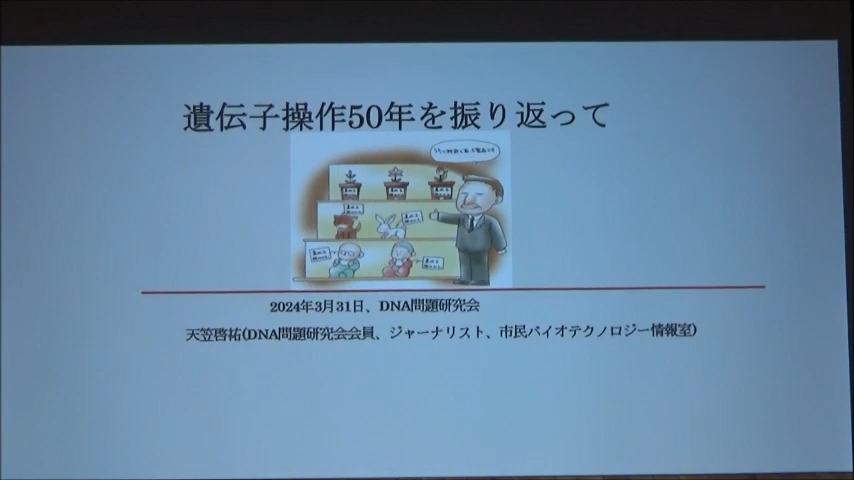 遺伝子操作50年を振り返って
2024年3月31日、DNA問題研究会
天笠啓祐(DNA問題研究会会員、ジャーナリスト、市民バイオテクノロジー情報室)